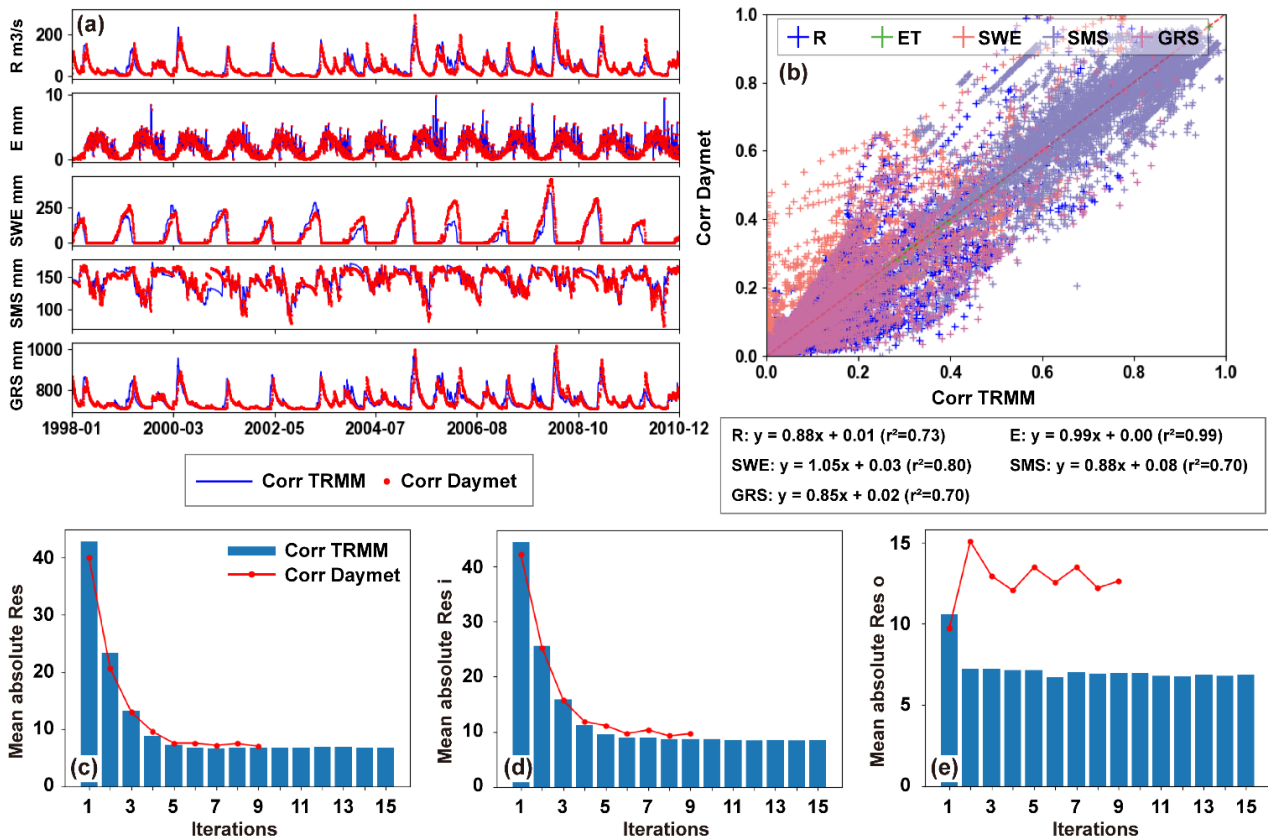 (a)
R m3/s
200
0
E mm
10
0
SWE mm
250
0
SMS mm
150
100
GRS mm
1000
800
1998-01 2000-03 2002-05 2004-07 2006-08 2008-10 2010-12
Corr TRMM Corr Daymet
R ET SWE SMS GRS
(b)
Corr Daymet
1.0
0.8
0.6
0.4
0.2
0.0
0.0 0.2 0.4 0.6 0.8 1.0
Corr TRMM
R: y = 0.88x + 0.01 (r²=0.73) E: y = 0.99x + 0.00 (r²=0.99)
SWE: y = 1.05x + 0.03 (r²=0.80) SMS: y = 0.88x + 0.08 (r²=0.70)
GRS: y = 0.85x + 0.02 (r²=0.70)
Mean absolute Res
40
30
20
10
0
Corr TRMM
Corr Daymet
(c)
1 3 5 7 9 11 13 15
Iterations
Mean absolute Res i
40
30
20
10
0
(d)
1 3 5 7 9 11 13 15
Iterations
Mean absolute Res o
15
10
5
0
(e)
1 3 5 7 9 11 13 15
Iterations